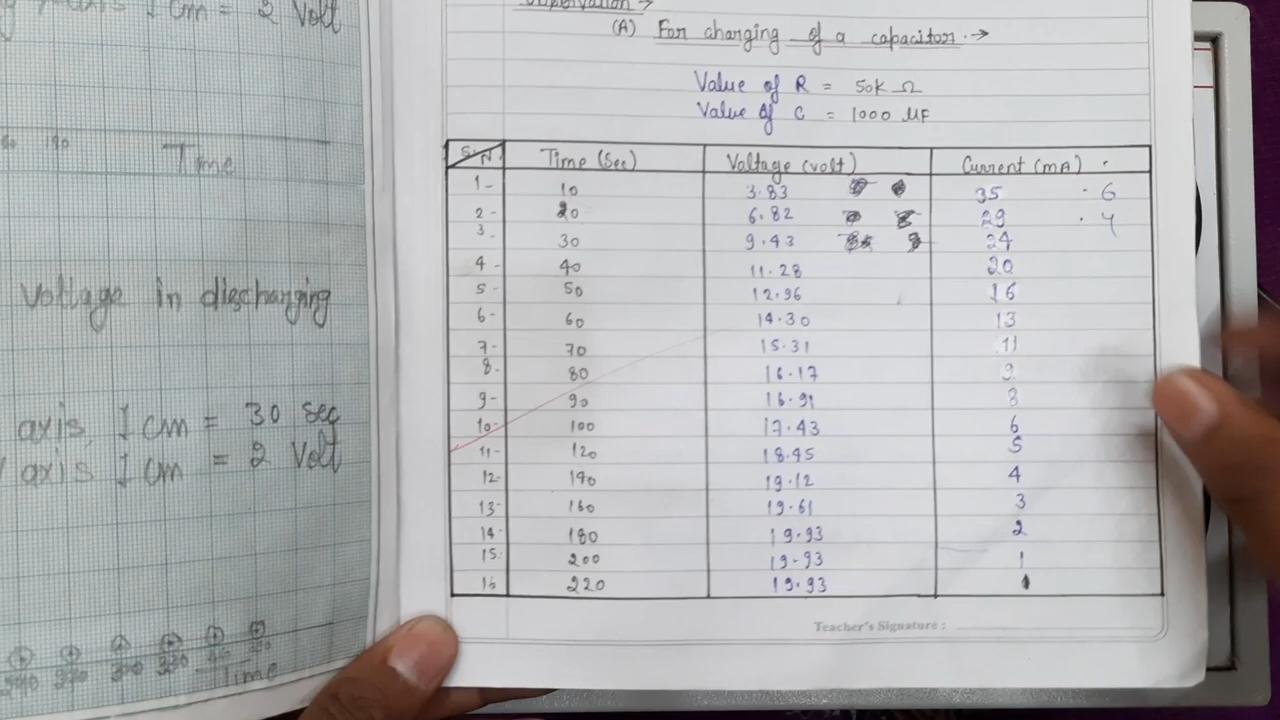 1 cm = 2 Volt
180 Time
Voltage in discharging
axis 1 cm = 30 sec
axis 1 cm = 2 Volt
Time
(A) For charging of a capacitor →
Value of R = 50K Ω
Value of C = 1000 µF
S.N. Time (Sec) Voltage (volt) Current (mA)
1- 10 3.83 35 . 6
2- 20 6.82 29 . 4
3- 30 9.43 24
4- 40 11.28 20
5- 50 12.96 16
6- 60 14.30 13
7- 70 15.31 11
8- 80 16.17 9
9- 90 16.91 8
10- 100 17.43 6
11- 120 18.45 5
12- 140 19.12 4
13- 160 19.61 3
14- 180 19.93 2
15- 200 19.93 1
16 220 19.93
Teacher's Signature :